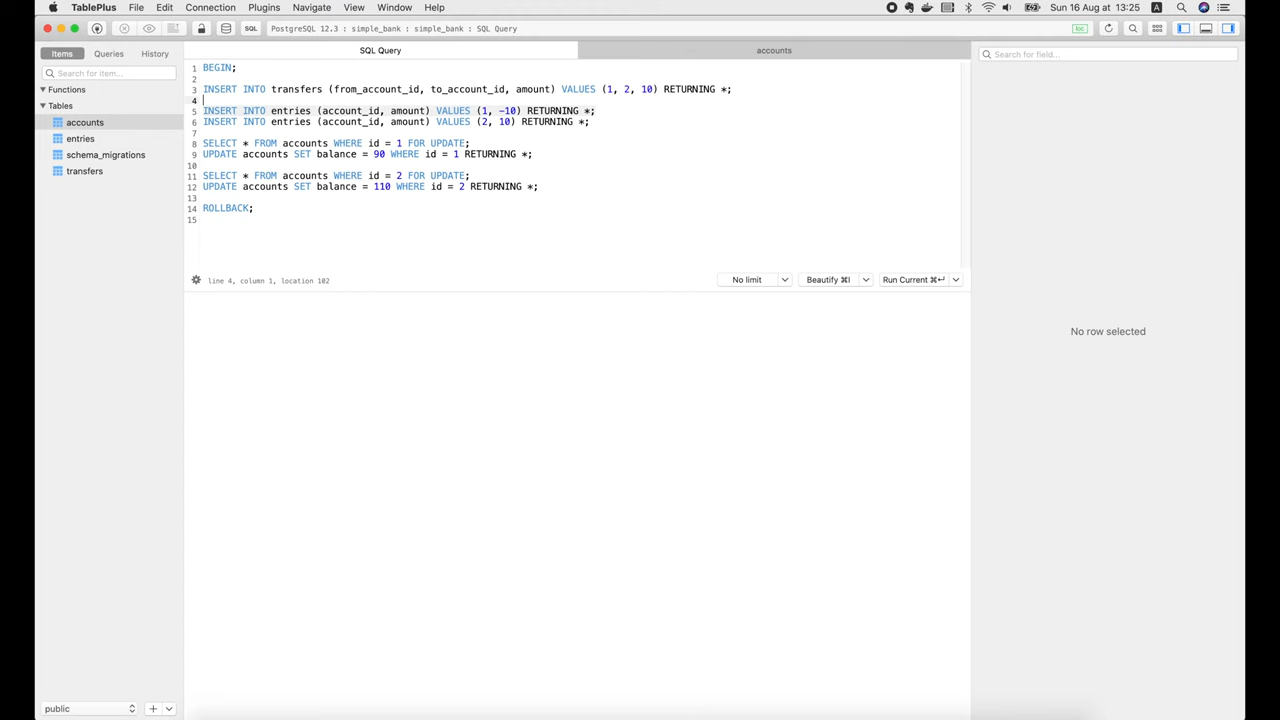 TablePlus File Edit Connection Plugins Navigate View Window Help Sun 16 Aug at 13:25
SQL PostgreSQL 12.3 : simple_bank : simple_bank : SQL Query loc
Items Queries History
SQL Query accounts
Search for item...
Search for field...
Functions
Tables
accounts
entries
schema_migrations
transfers
1 BEGIN;
2
3 INSERT INTO transfers (from_account_id, to_account_id, amount) VALUES (1, 2, 10) RETURNING *;
4
5 INSERT INTO entries (account_id, amount) VALUES (1, -10) RETURNING *;
6 INSERT INTO entries (account_id, amount) VALUES (2, 10) RETURNING *;
7
8 SELECT * FROM accounts WHERE id = 1 FOR UPDATE;
9 UPDATE accounts SET balance = 90 WHERE id = 1 RETURNING *;
10
11 SELECT * FROM accounts WHERE id = 2 FOR UPDATE;
12 UPDATE accounts SET balance = 110 WHERE id = 2 RETURNING *;
13
14 ROLLBACK;
15
line 4, column 1, location 102 No limit Beautify ⌘I Run Current ⌘↩
No row selected
public